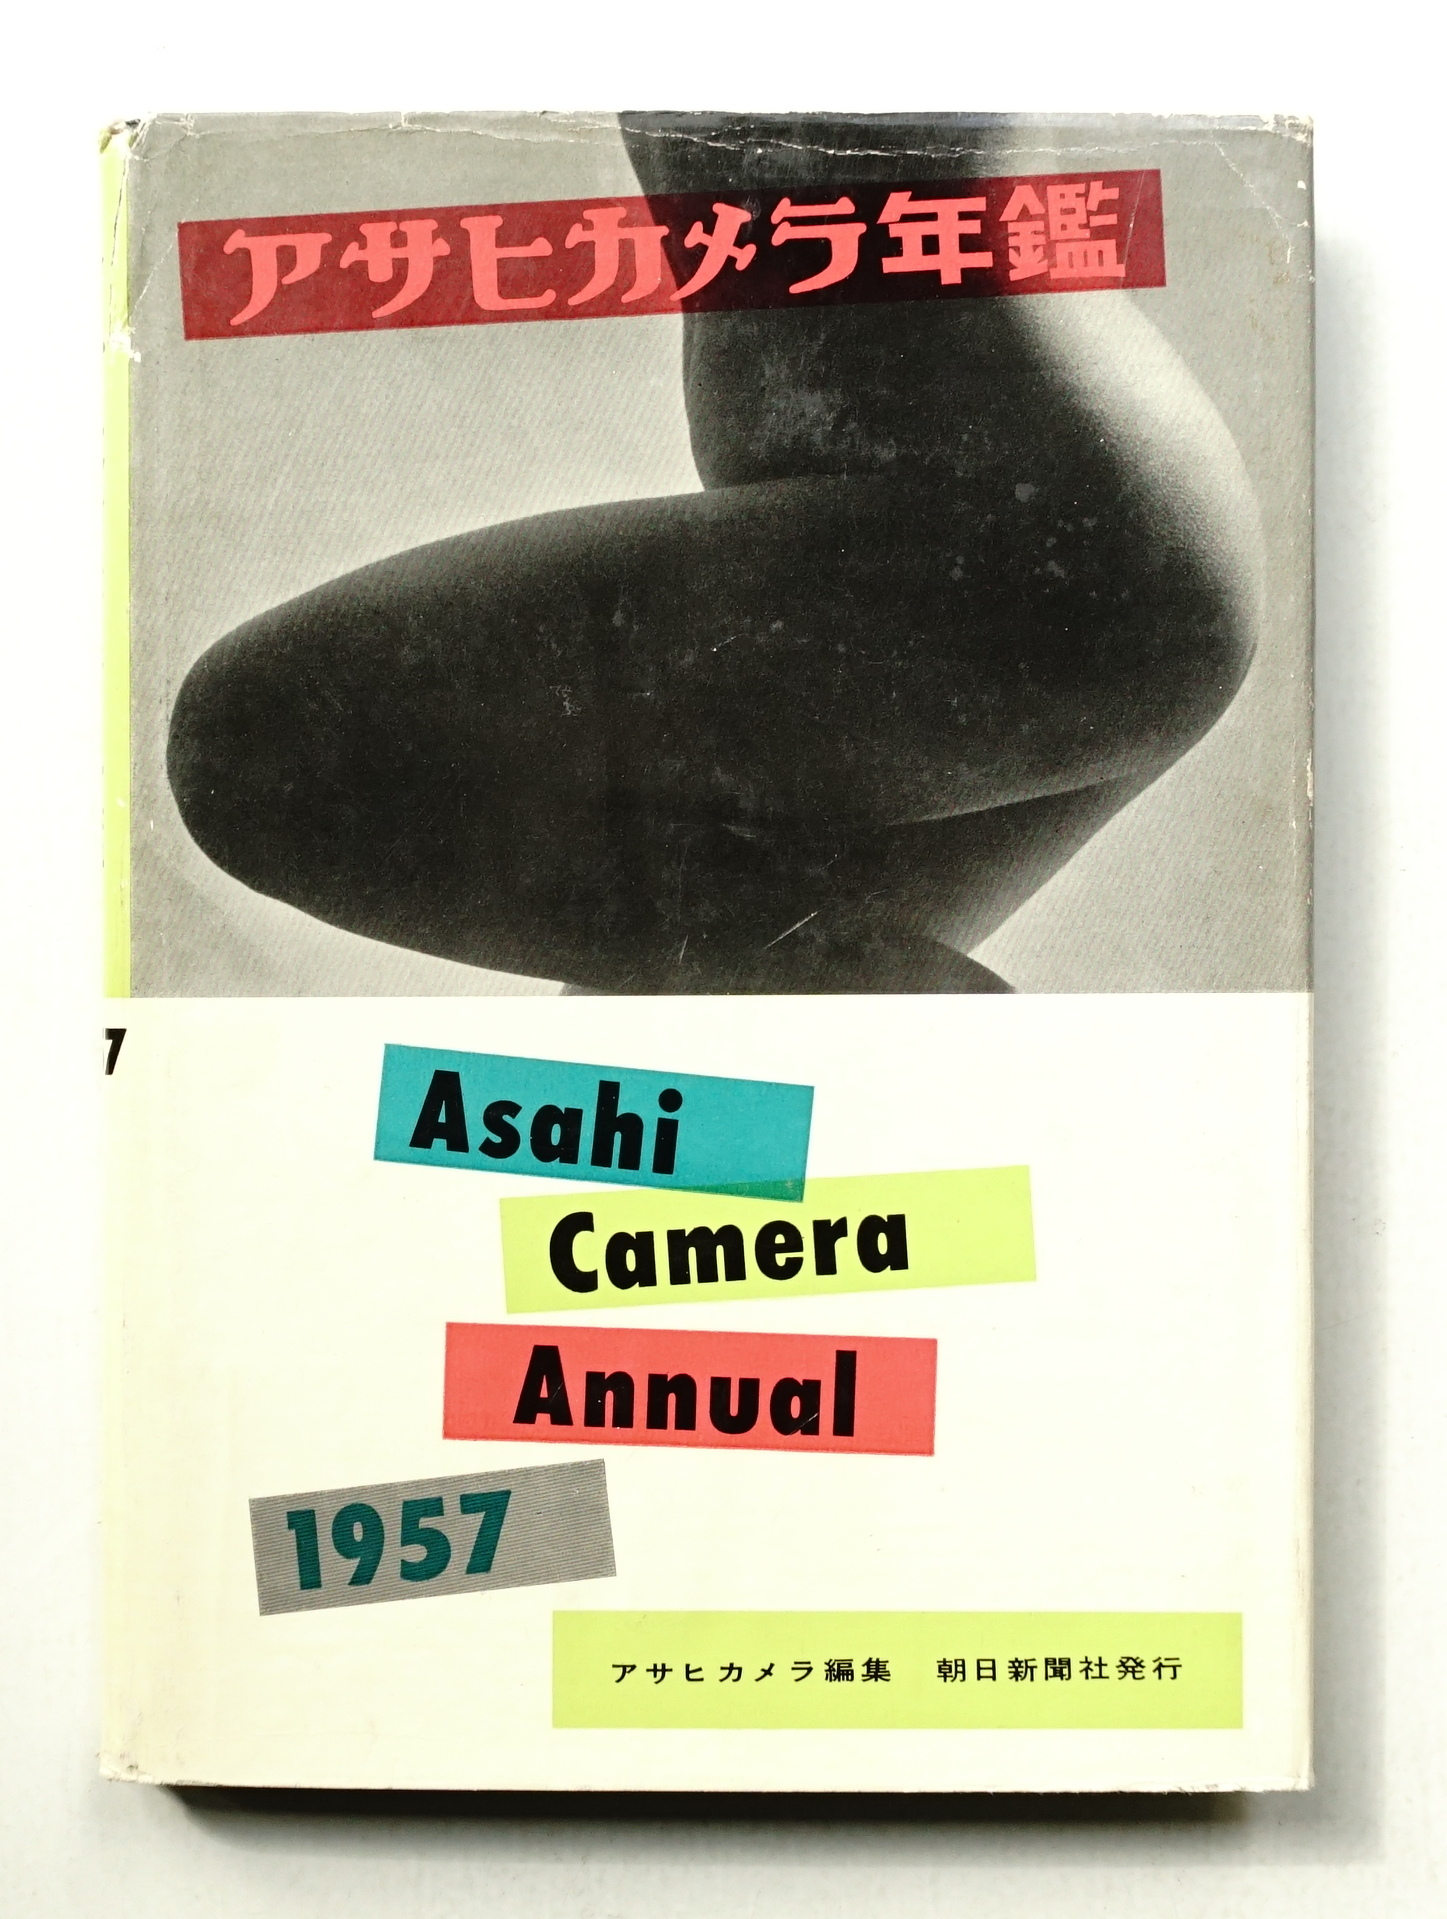 アサヒカメラ年鑑
Asahi
Camera
Annual
1957
アサヒカメラ編集 朝日新聞社発行
7